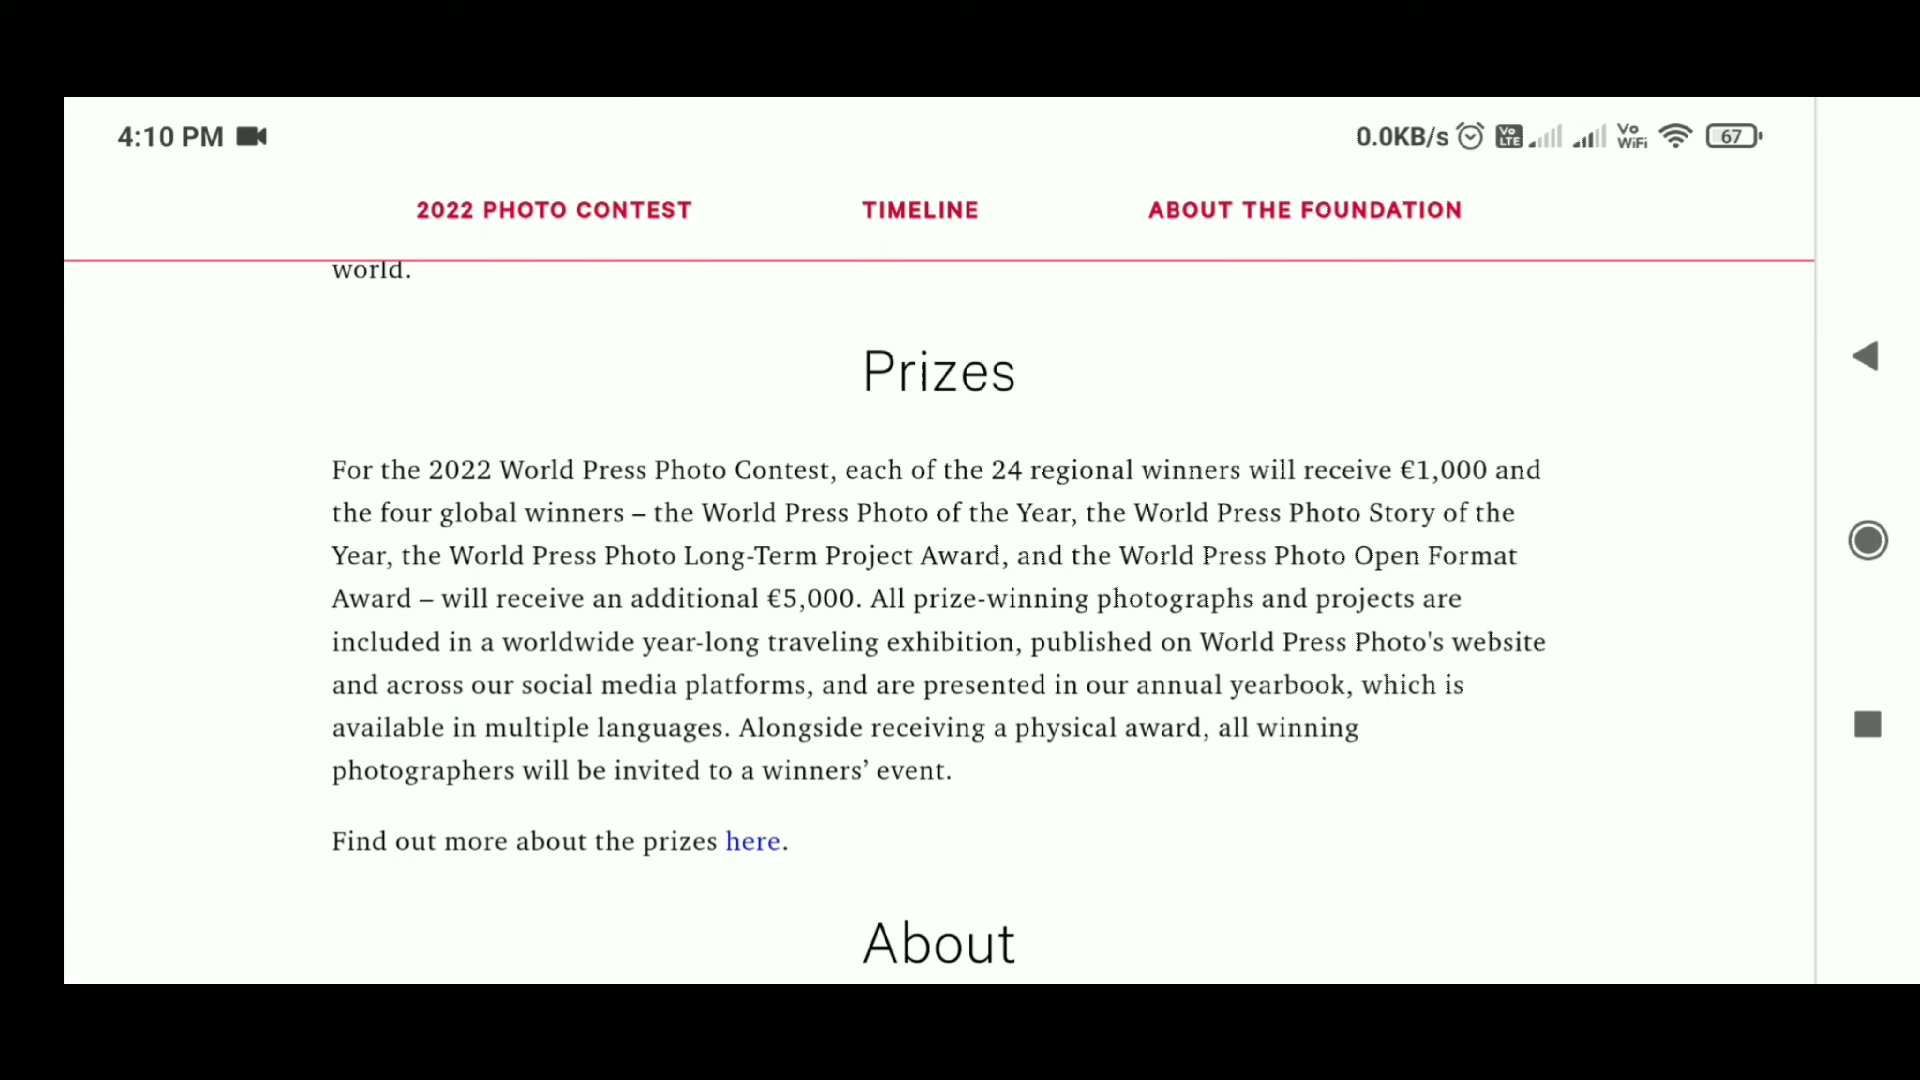 4:10 PM
0.0KB/s Vo LTE Vo WiFi 67
2022 PHOTO CONTEST TIMELINE ABOUT THE FOUNDATION
world.
Prizes
For the 2022 World Press Photo Contest, each of the 24 regional winners will receive €1,000 and
the four global winners – the World Press Photo of the Year, the World Press Photo Story of the
Year, the World Press Photo Long-Term Project Award, and the World Press Photo Open Format
Award – will receive an additional €5,000. All prize-winning photographs and projects are
included in a worldwide year-long traveling exhibition, published on World Press Photo's website
and across our social media platforms, and are presented in our annual yearbook, which is
available in multiple languages. Alongside receiving a physical award, all winning
photographers will be invited to a winners’ event.
Find out more about the prizes here.
About